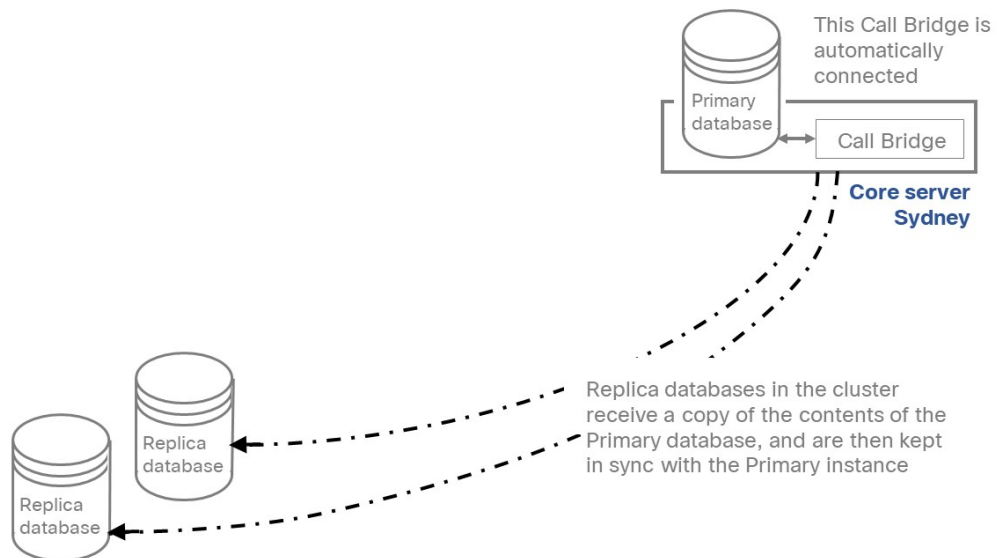 This Call Bridge is
automatically
connected
Primary
database
Call Bridge
Core server
Sydney
Replica databases in the cluster
receive a copy of the contents of the
Primary database, and are then kept
in sync with the Primary instance
Replica
database
Replica
database